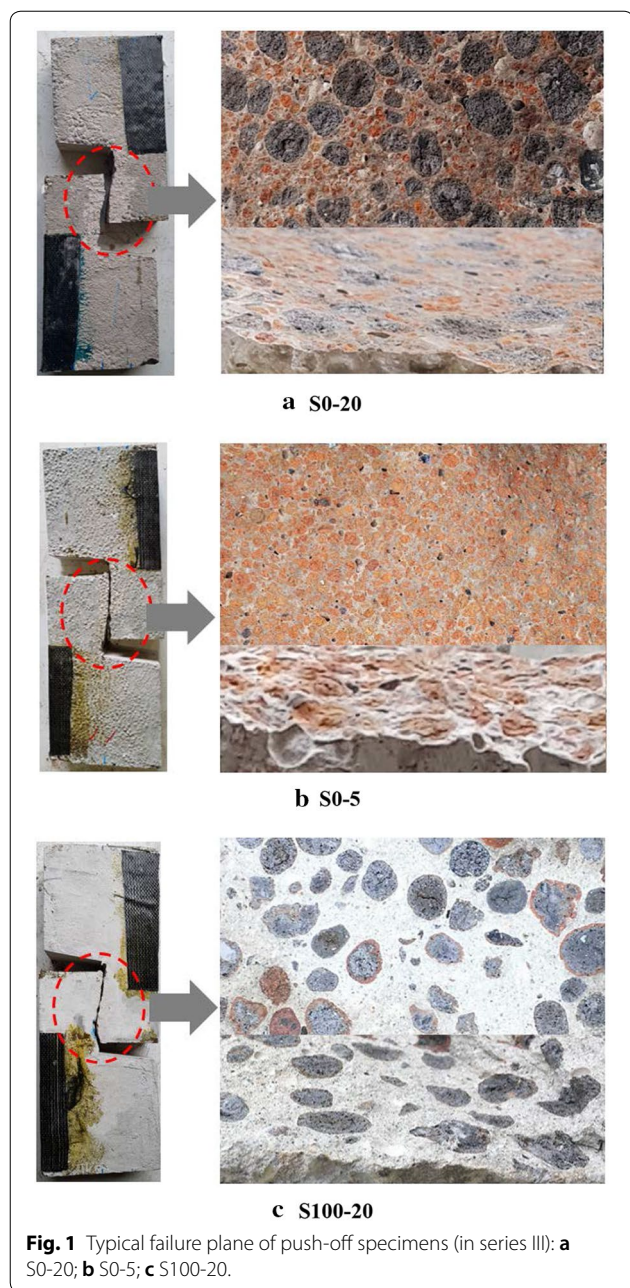 a S0-20
b S0-5
c S100-20
Fig. 1 Typical failure plane of push-off specimens (in series III): a
S0-20; b S0-5; c S100-20.